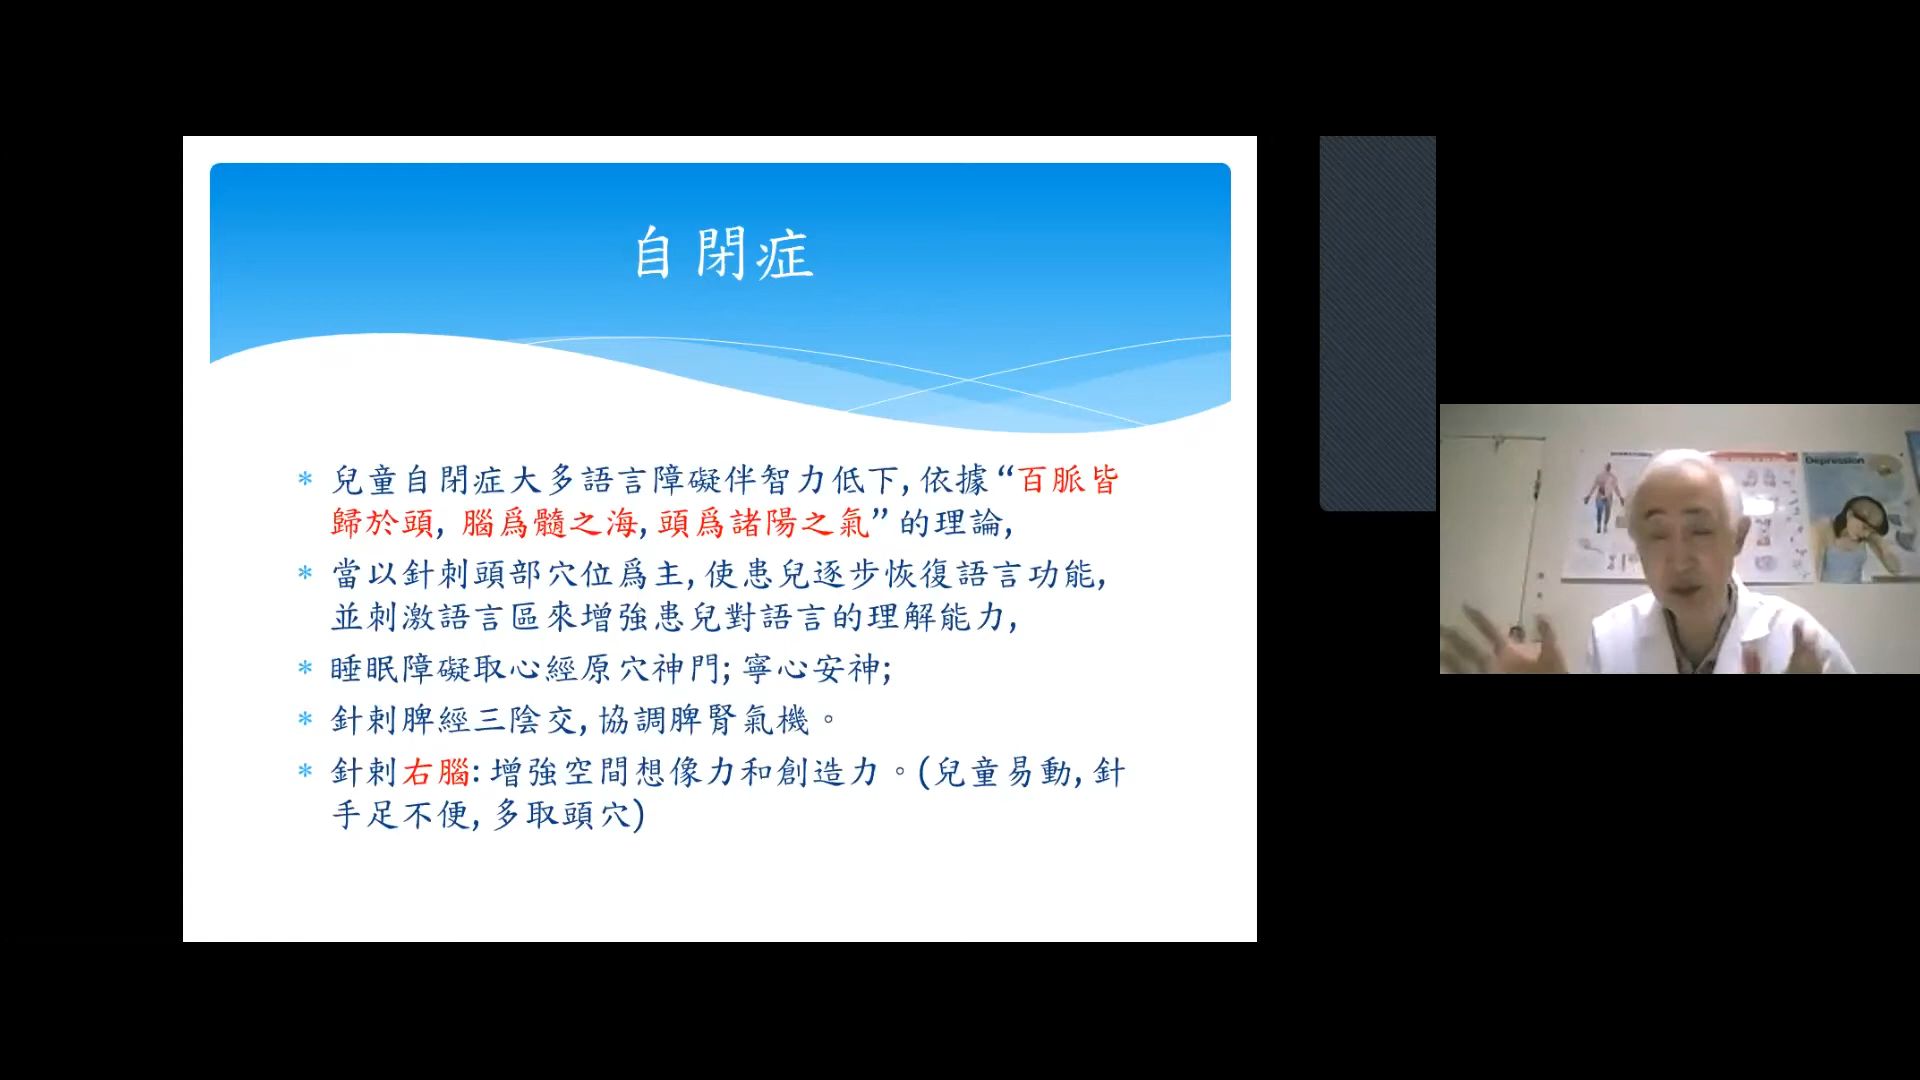 自閉症
* 兒童自閉症大多語言障礙伴智力低下, 依據 “百脈皆
歸於頭, 腦爲髓之海, 頭爲諸陽之氣” 的理論,
* 當以針刺頭部穴位爲主, 使患兒逐步恢復語言功能,
並刺激語言區來增強患兒對語言的理解能力,
* 睡眠障礙取心經原穴神門; 寧心安神;
* 針刺脾經三陰交, 協調脾腎氣機。
* 針刺右腦: 增強空間想像力和創造力。(兒童易動, 針
手足不便, 多取頭穴)
Depression